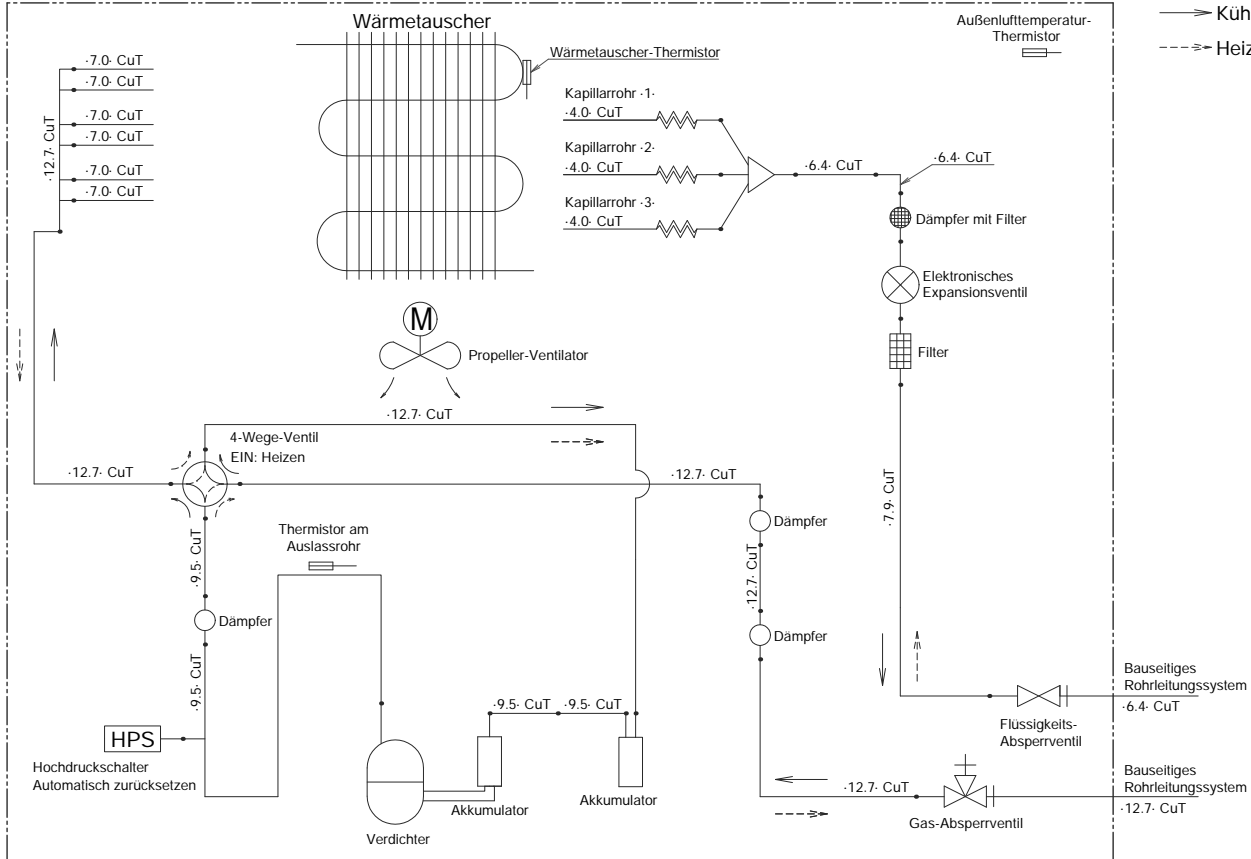 Wärmetauscher
Außenlufttemperatur-
Thermistor
Küh
Heiz
·7.0· CuT
·7.0· CuT
·7.0· CuT
·7.0· CuT
·7.0· CuT
·7.0· CuT
·12.7· CuT
Wärmetauscher-Thermistor
Kapillarrohr ·1·
·4.0· CuT
Kapillarrohr ·2·
·4.0· CuT
Kapillarrohr ·3·
·4.0· CuT
·6.4· CuT
·6.4· CuT
Dämpfer mit Filter
Elektronisches
Expansionsventil
Filter
M
Propeller-Ventilator
·12.7· CuT
4-Wege-Ventil
EIN: Heizen
·12.7· CuT
·12.7· CuT
·7.9· CuT
Dämpfer
·12.7· CuT
Dämpfer
Thermistor am
Auslassrohr
·9.5· CuT
Dämpfer
·9.5· CuT
HPS
Hochdruckschalter
Automatisch zurücksetzen
·9.5· CuT
·9.5· CuT
Akkumulator
Akkumulator
Verdichter
Bauseitiges
Rohrleitungssystem
·6.4· CuT
Flüssigkeits-
Absperrventil
·12.7· CuT
Gas-Absperrventil
Bauseitiges
Rohrleitungssystem
·12.7· CuT